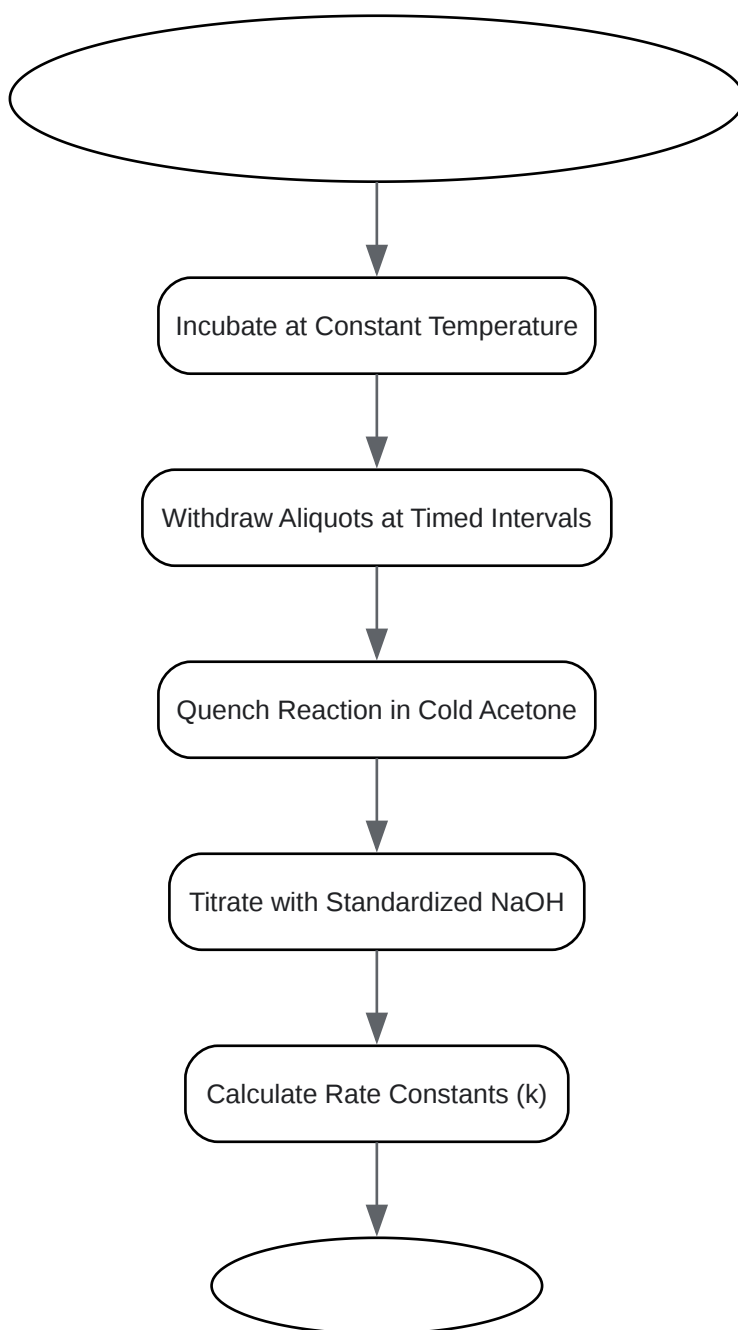 Incubate at Constant Temperature
Withdraw Aliquots at Timed Intervals
Quench Reaction in Cold Acetone
Titrate with Standardized NaOH
Calculate Rate Constants (k)